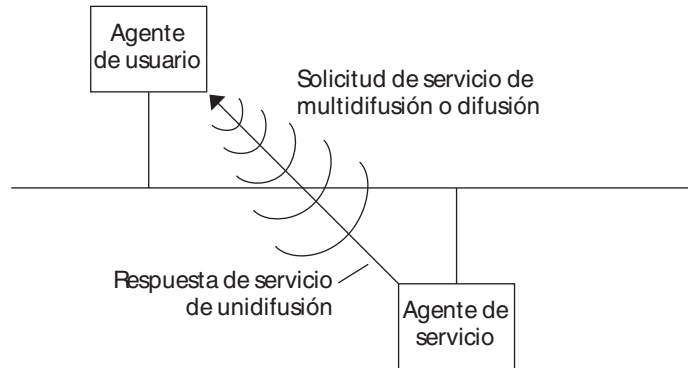 Agente
de usuario
Solicitud de servicio de
multidifusión o difusión
Respuesta de servicio
de unidifusión
Agente de
servicio